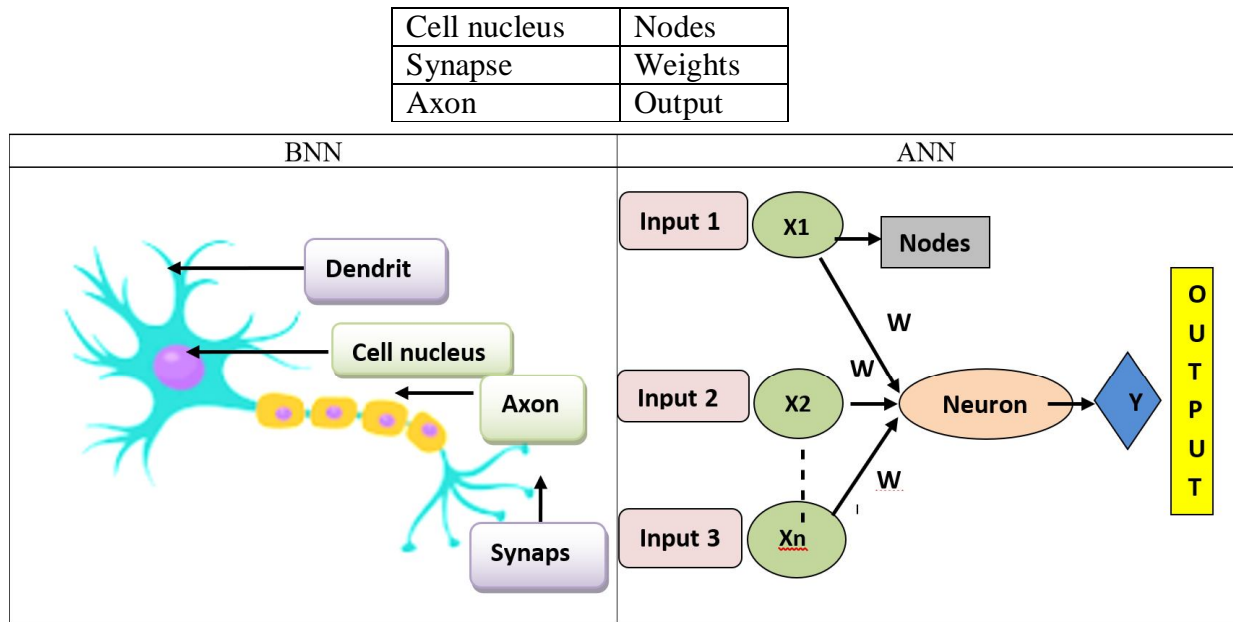 Cell nucleus Nodes
Synapse Weights
Axon Output
BNN ANN
Dendrit
Cell nucleus
Axon
Synaps
Input 1 X1
Nodes
W
W
Input 2 X2 Neuron Y
W
Input 3 Xn
O
U
T
P
U
T